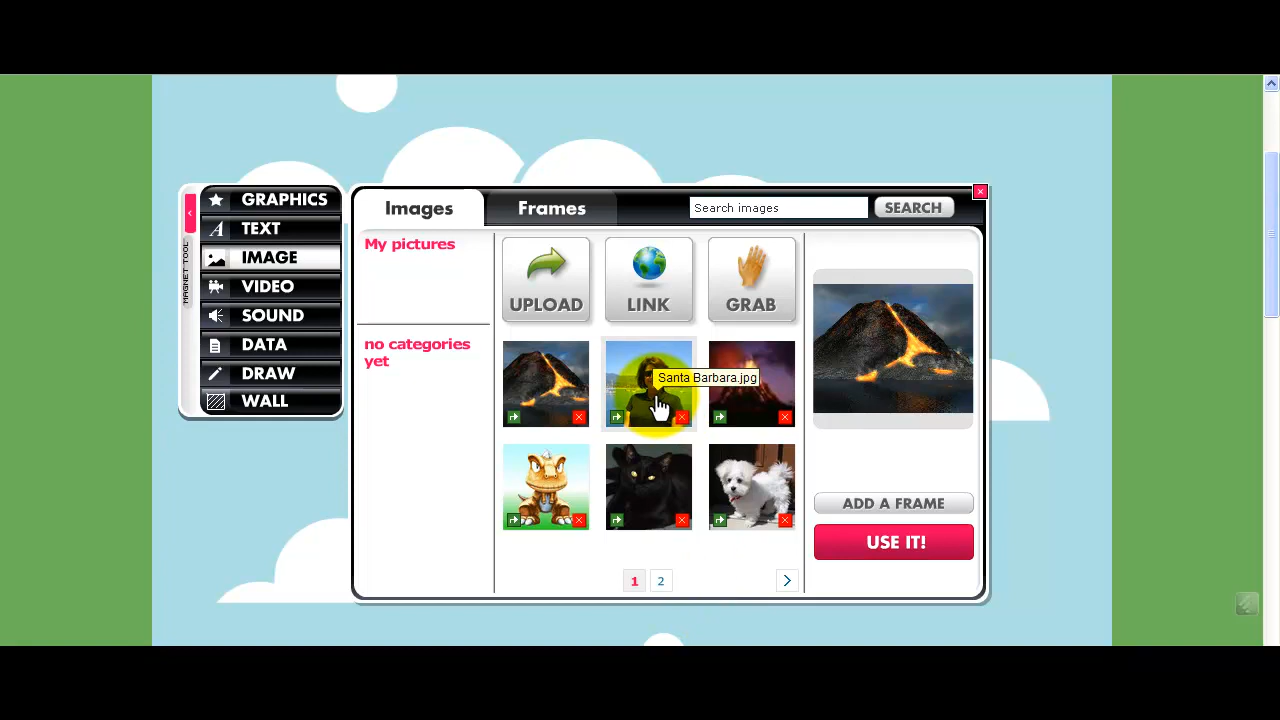 MAGNET TOOL
GRAPHICS
TEXT
IMAGE
VIDEO
SOUND
DATA
DRAW
WALL
Images
Frames
Search images
SEARCH
My pictures
no categories
yet
UPLOAD
LINK
GRAB
Santa Barbara.jpg
1
2
ADD A FRAME
USE IT!